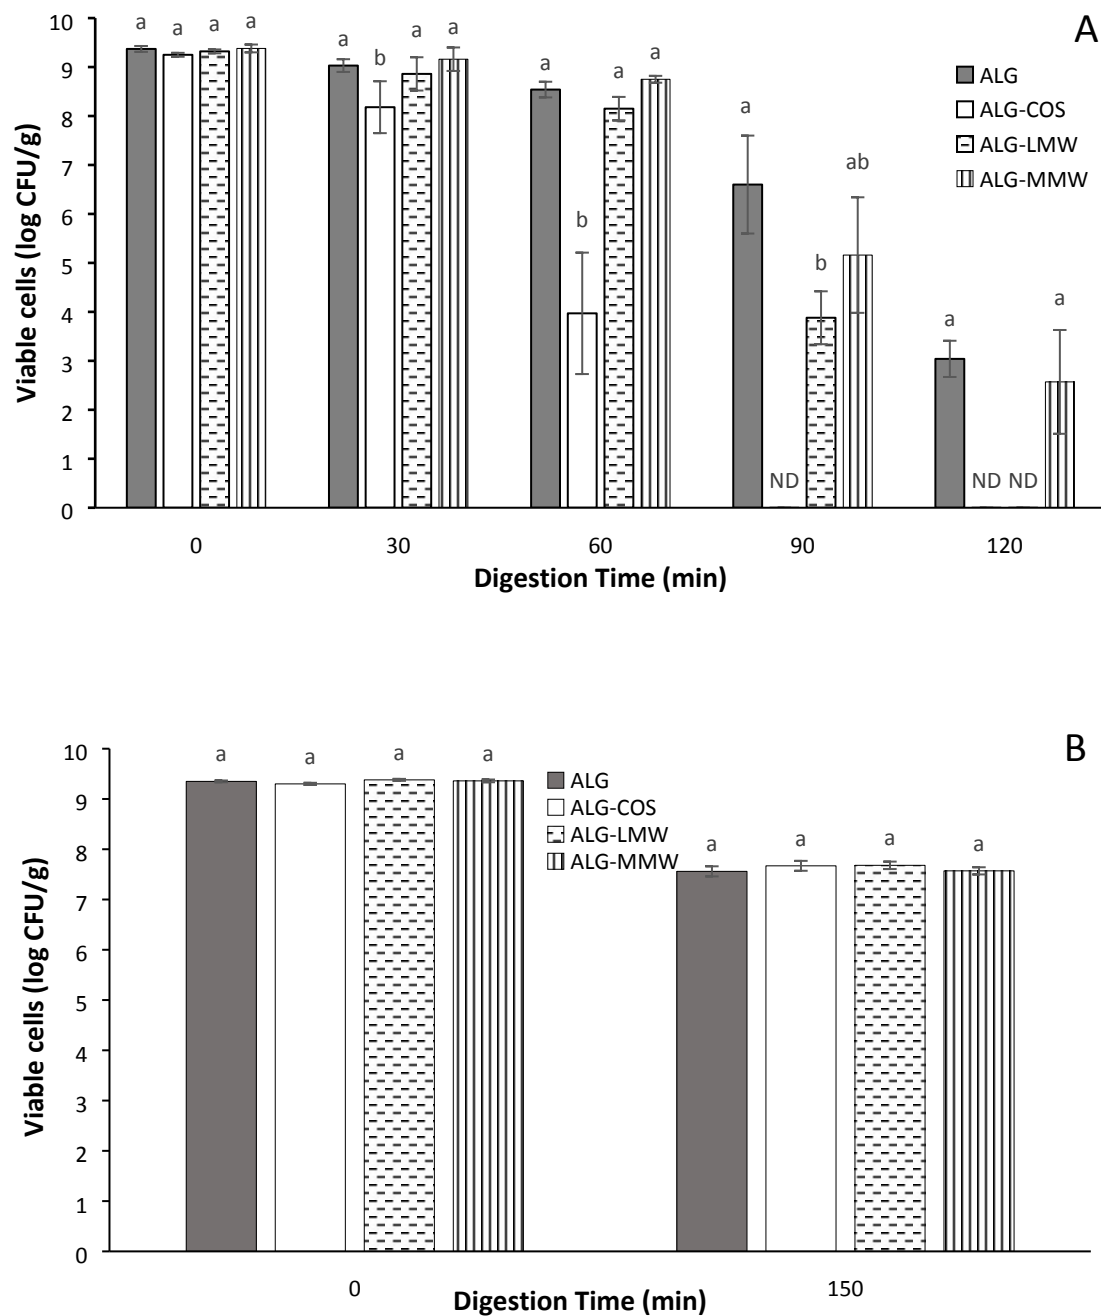 A
a a a a a b a a a b a a a ND b ab a ND ND a
10
9
8
7
6
5
4
3
2
1
0
Viable cells (log CFU/g)
ALG
ALG-COS
ALG-LMW
ALG-MMW
0 30 60 90 120
Digestion Time (min)
B
a a a a a a a a
10
9
8
7
6
5
4
3
2
1
0
Viable cells (log CFU/g)
ALG
ALG-COS
ALG-LMW
ALG-MMW
0 150
Digestion Time (min)